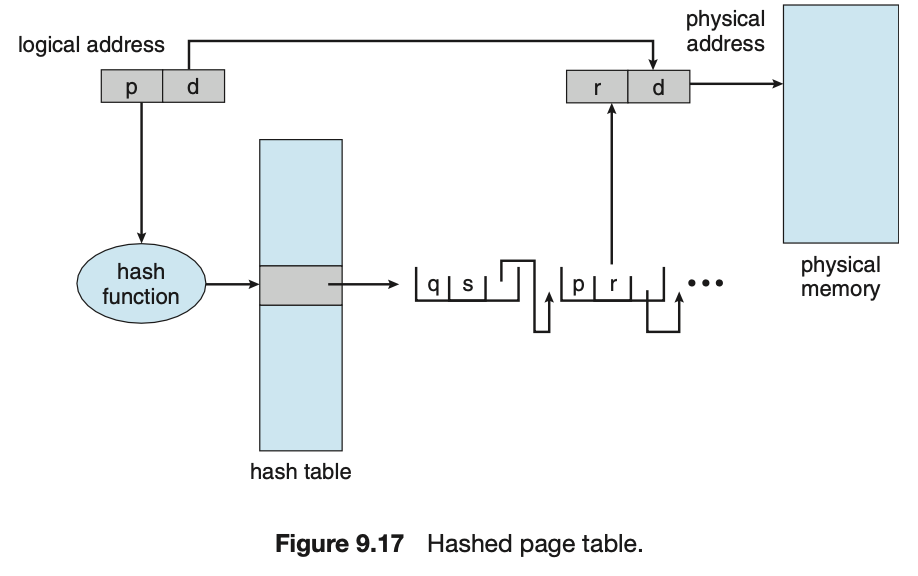 logical address
p d
physical
address
r d
hash
function
q s
p r
•••
physical
memory
hash table
Figure 9.17 Hashed page table.